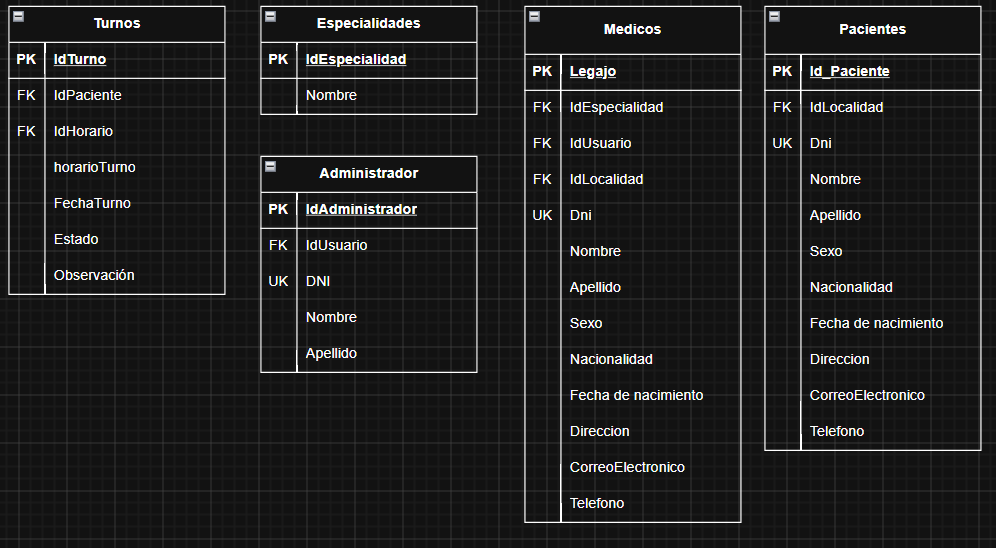 Turnos
PK IdTurno
FK IdPaciente
FK IdHorario
horarioTurno
FechaTurno
Estado
Observación
Especialidades
PK IdEspecialidad
Nombre
Administrador
PK IdAdministrador
FK IdUsuario
UK DNI
Nombre
Apellido
Medicos
PK Legajo
FK IdEspecialidad
FK IdUsuario
FK IdLocalidad
UK Dni
Nombre
Apellido
Sexo
Nacionalidad
Fecha de nacimiento
Direccion
CorreoElectronico
Telefono
Pacientes
PK Id_Paciente
FK IdLocalidad
UK Dni
Nombre
Apellido
Sexo
Nacionalidad
Fecha de nacimiento
Direccion
CorreoElectronico
Telefono